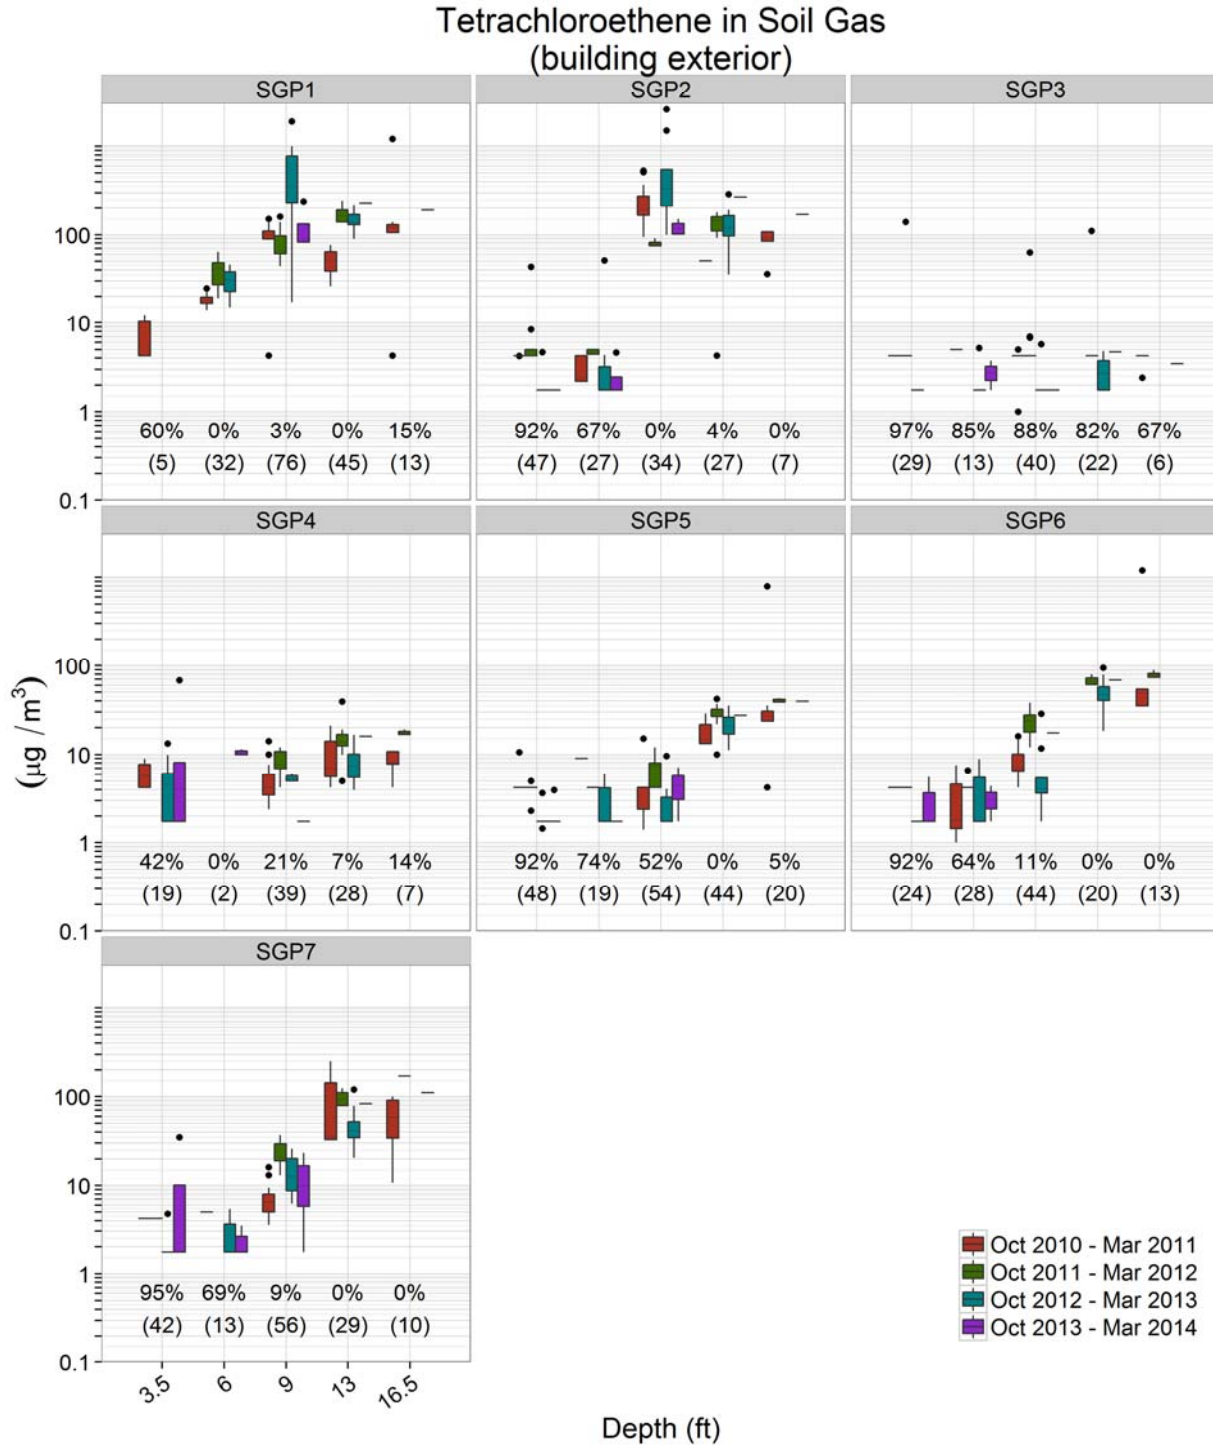 Tetrachloroethene in Soil Gas
(building exterior)
SGP1 SGP2 SGP3
100
10
1
0.1
60% 0% 3% 0% 15% 92% 67% 0% 4% 0% 97% 85% 88% 82% 67%
(5) (32) (76) (45) (13) (47) (27) (34) (27) (7) (29) (13) (40) (22) (6)
SGP4 SGP5 SGP6
100
10
1
0.1
42% 0% 21% 7% 14% 92% 74% 52% 0% 5% 92% 64% 11% 0% 0%
(19) (2) (39) (28) (7) (48) (19) (54) (44) (20) (24) (28) (44) (20) (13)
(µg /m³)
SGP7
100
10
1
0.1
95% 69% 9% 0% 0%
(42) (13) (56) (29) (10)
3.5 6 9 13 16.5
Depth (ft)
Oct 2010 - Mar 2011
Oct 2011 - Mar 2012
Oct 2012 - Mar 2013
Oct 2013 - Mar 2014